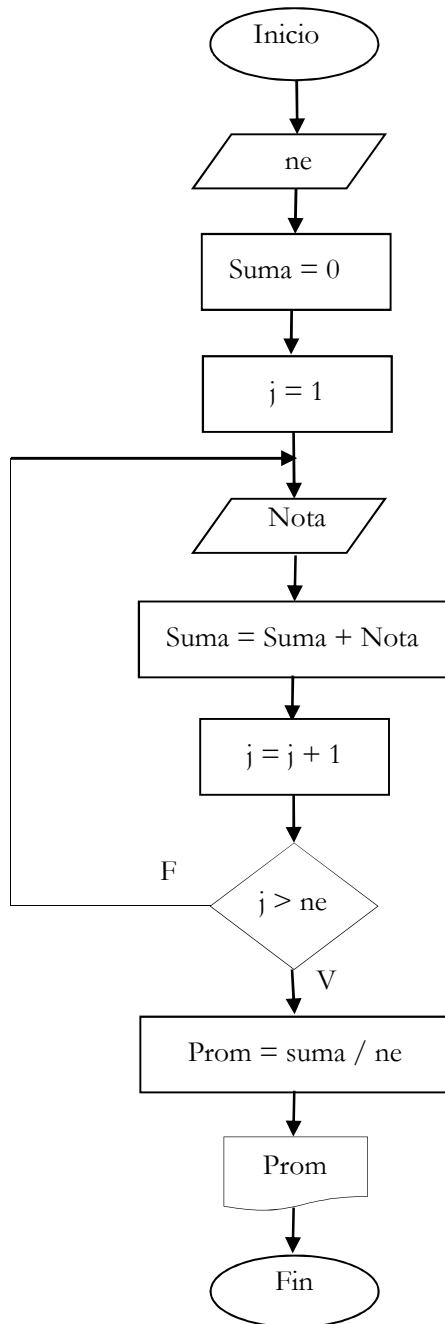 Inicio
ne
Suma = 0
j = 1
Nota
Suma = Suma + Nota
j = j + 1
F
j > ne
V
Prom = suma / ne
Prom
Fin